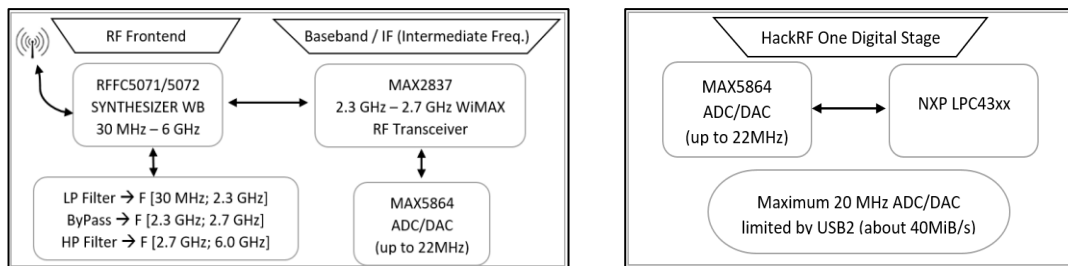 RF Frontend
Baseband / IF (Intermediate Freq.)
RFFC5071/5072
SYNTHESIZER WB
30 MHz – 6 GHz
MAX2837
2.3 GHz – 2.7 GHz WiMAX
RF Transceiver
LP Filter → F [30 MHz; 2.3 GHz]
ByPass → F [2.3 GHz; 2.7 GHz]
HP Filter → F [2.7 GHz; 6.0 GHz]
MAX5864
ADC/DAC
(up to 22MHz)
HackRF One Digital Stage
MAX5864
ADC/DAC
(up to 22MHz)
NXP LPC43xx
Maximum 20 MHz ADC/DAC
limited by USB2 (about 40MiB/s)